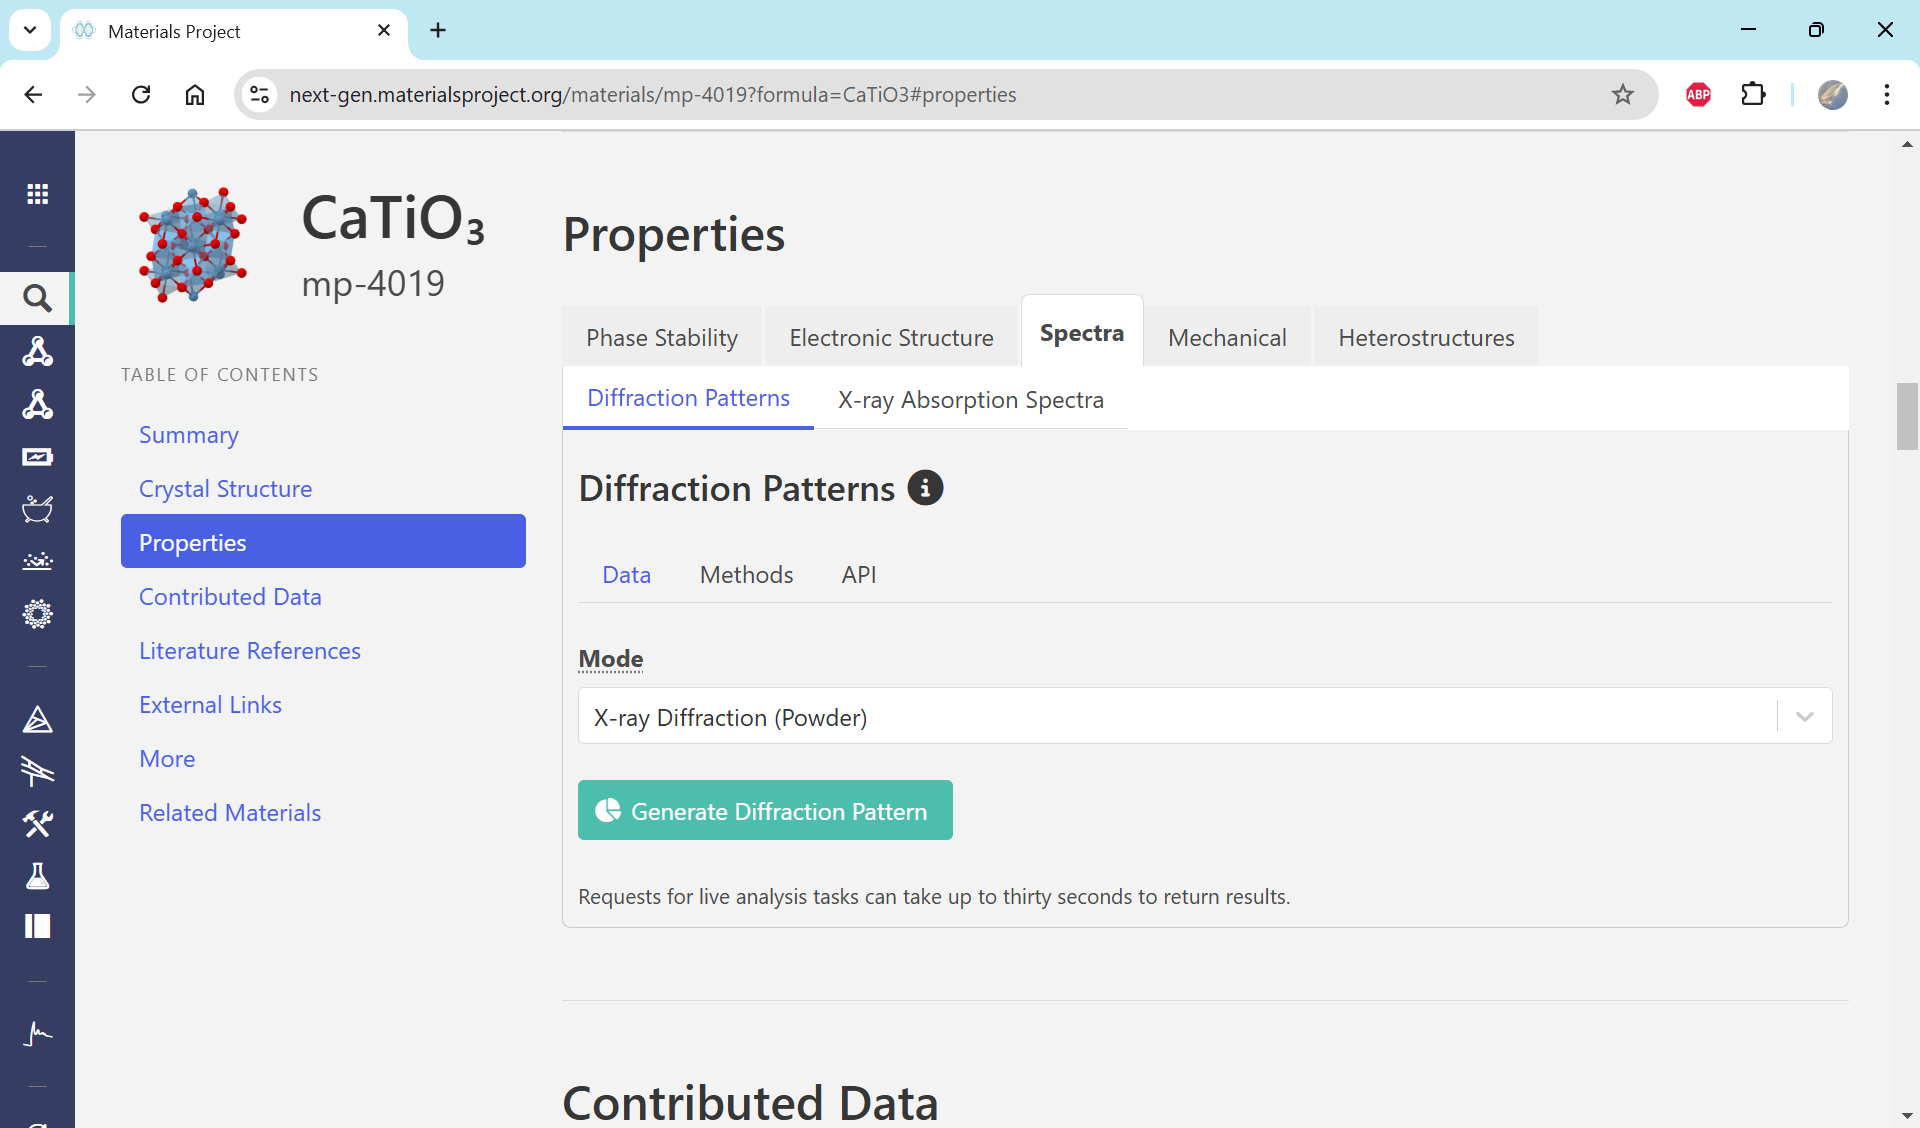 Materials Project
next-gen.materialsproject.org/materials/mp-4019?formula=CaTiO3#properties
ABP
CaTiO₃
mp-4019
TABLE OF CONTENTS
Summary
Crystal Structure
Properties
Contributed Data
Literature References
External Links
More
Related Materials
Properties
Phase Stability
Electronic Structure
Spectra
Mechanical
Heterostructures
Diffraction Patterns
X-ray Absorption Spectra
Diffraction Patterns
Data
Methods
API
Mode
X-ray Diffraction (Powder)
Generate Diffraction Pattern
Requests for live analysis tasks can take up to thirty seconds to return results.
Contributed Data